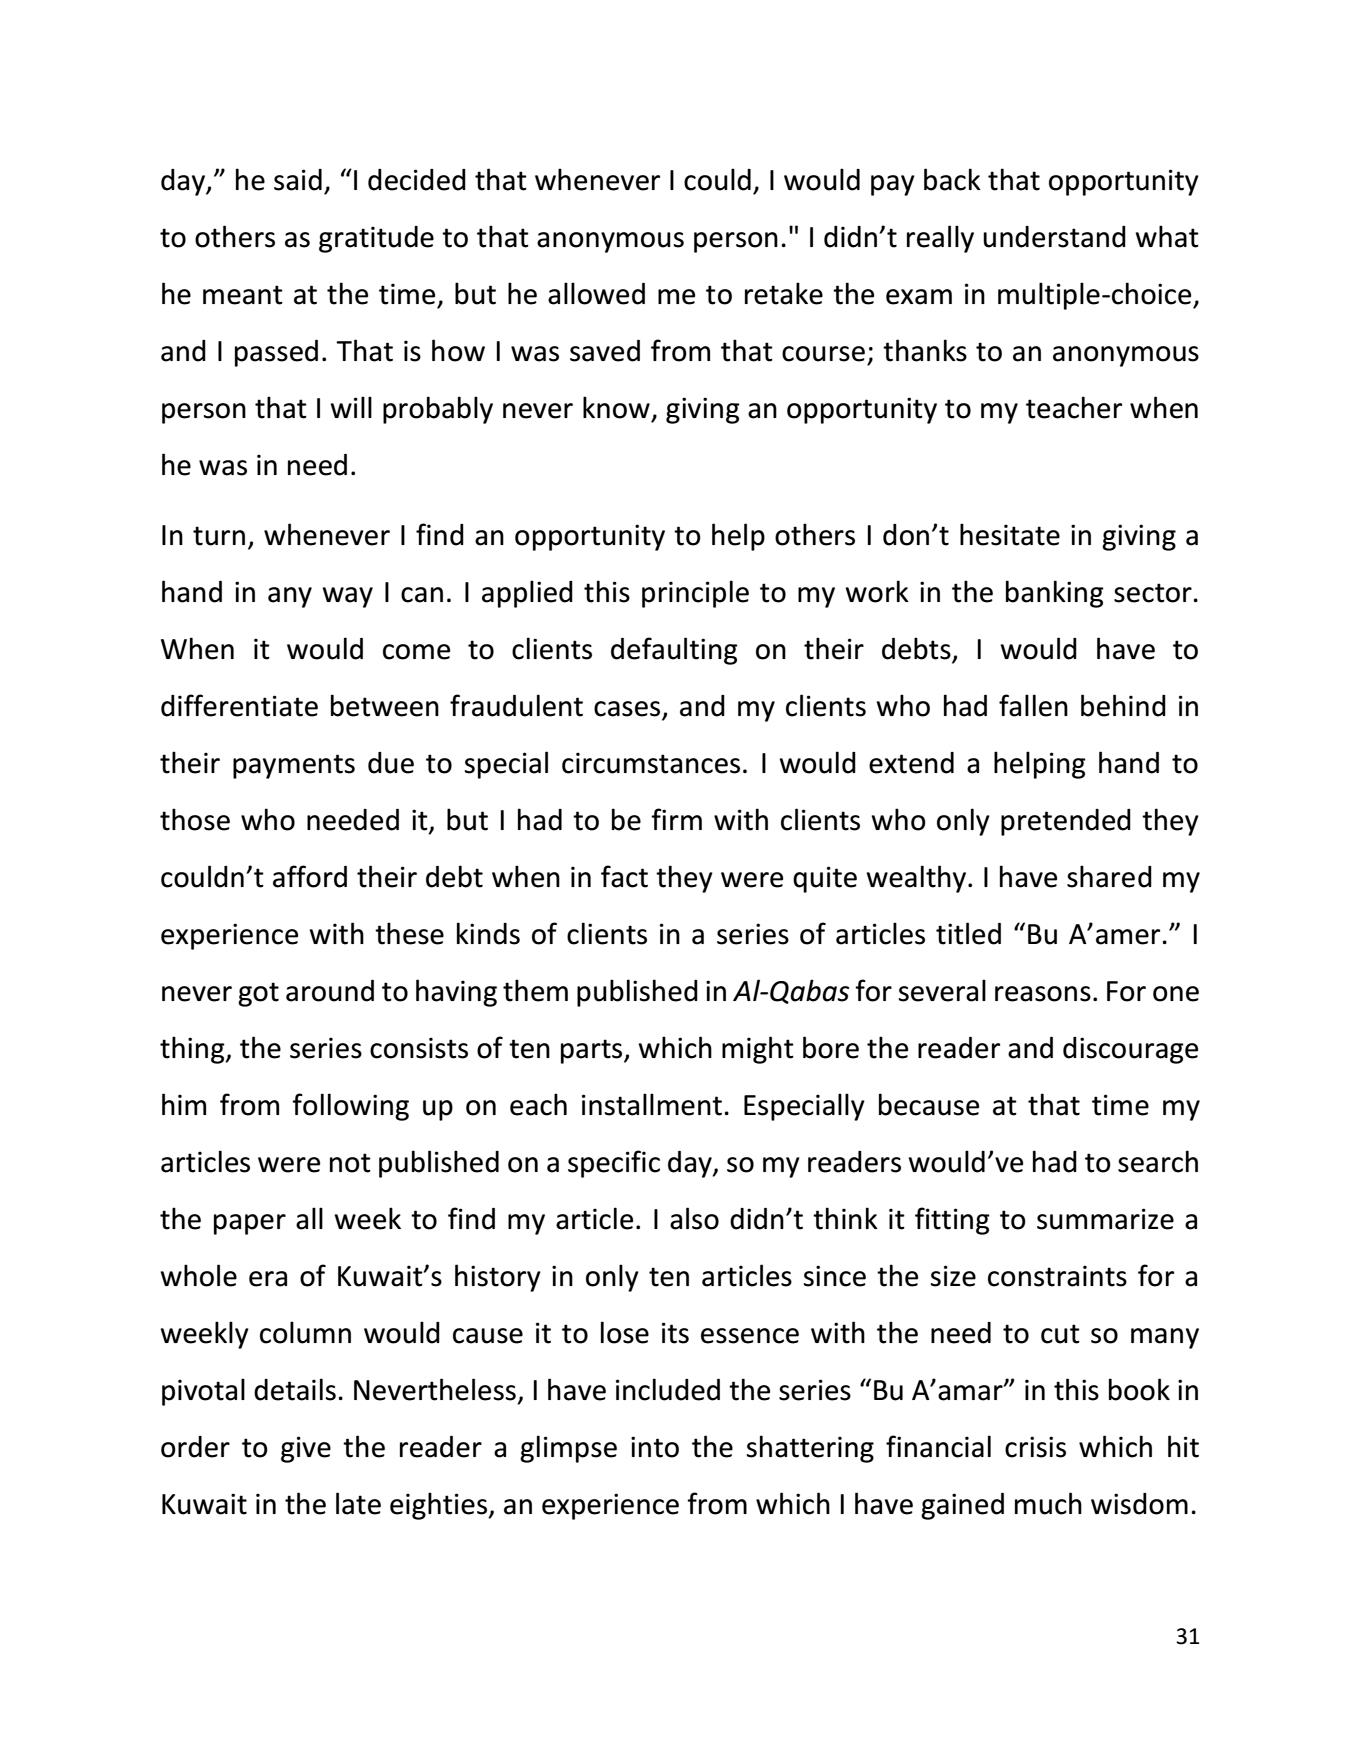 day,” he said, “I decided that whenever I could, I would pay back that opportunity
to others as gratitude to that anonymous person." I didn’t really understand what
he meant at the time, but he allowed me to retake the exam in multiple-choice,
and I passed. That is how I was saved from that course; thanks to an anonymous
person that I will probably never know, giving an opportunity to my teacher when
he was in need.
In turn, whenever I find an opportunity to help others I don’t hesitate in giving a
hand in any way I can. I applied this principle to my work in the banking sector.
When it would come to clients defaulting on their debts, I would have to
differentiate between fraudulent cases, and my clients who had fallen behind in
their payments due to special circumstances. I would extend a helping hand to
those who needed it, but I had to be firm with clients who only pretended they
couldn’t afford their debt when in fact they were quite wealthy. I have shared my
experience with these kinds of clients in a series of articles titled “Bu A’amer.” I
never got around to having them published in Al-Qabas for several reasons. For one
thing, the series consists of ten parts, which might bore the reader and discourage
him from following up on each installment. Especially because at that time my
articles were not published on a specific day, so my readers would’ve had to search
the paper all week to find my article. I also didn’t think it fitting to summarize a
whole era of Kuwait’s history in only ten articles since the size constraints for a
weekly column would cause it to lose its essence with the need to cut so many
pivotal details. Nevertheless, I have included the series “Bu A’amar” in this book in
order to give the reader a glimpse into the shattering financial crisis which hit
Kuwait in the late eighties, an experience from which I have gained much wisdom.
31